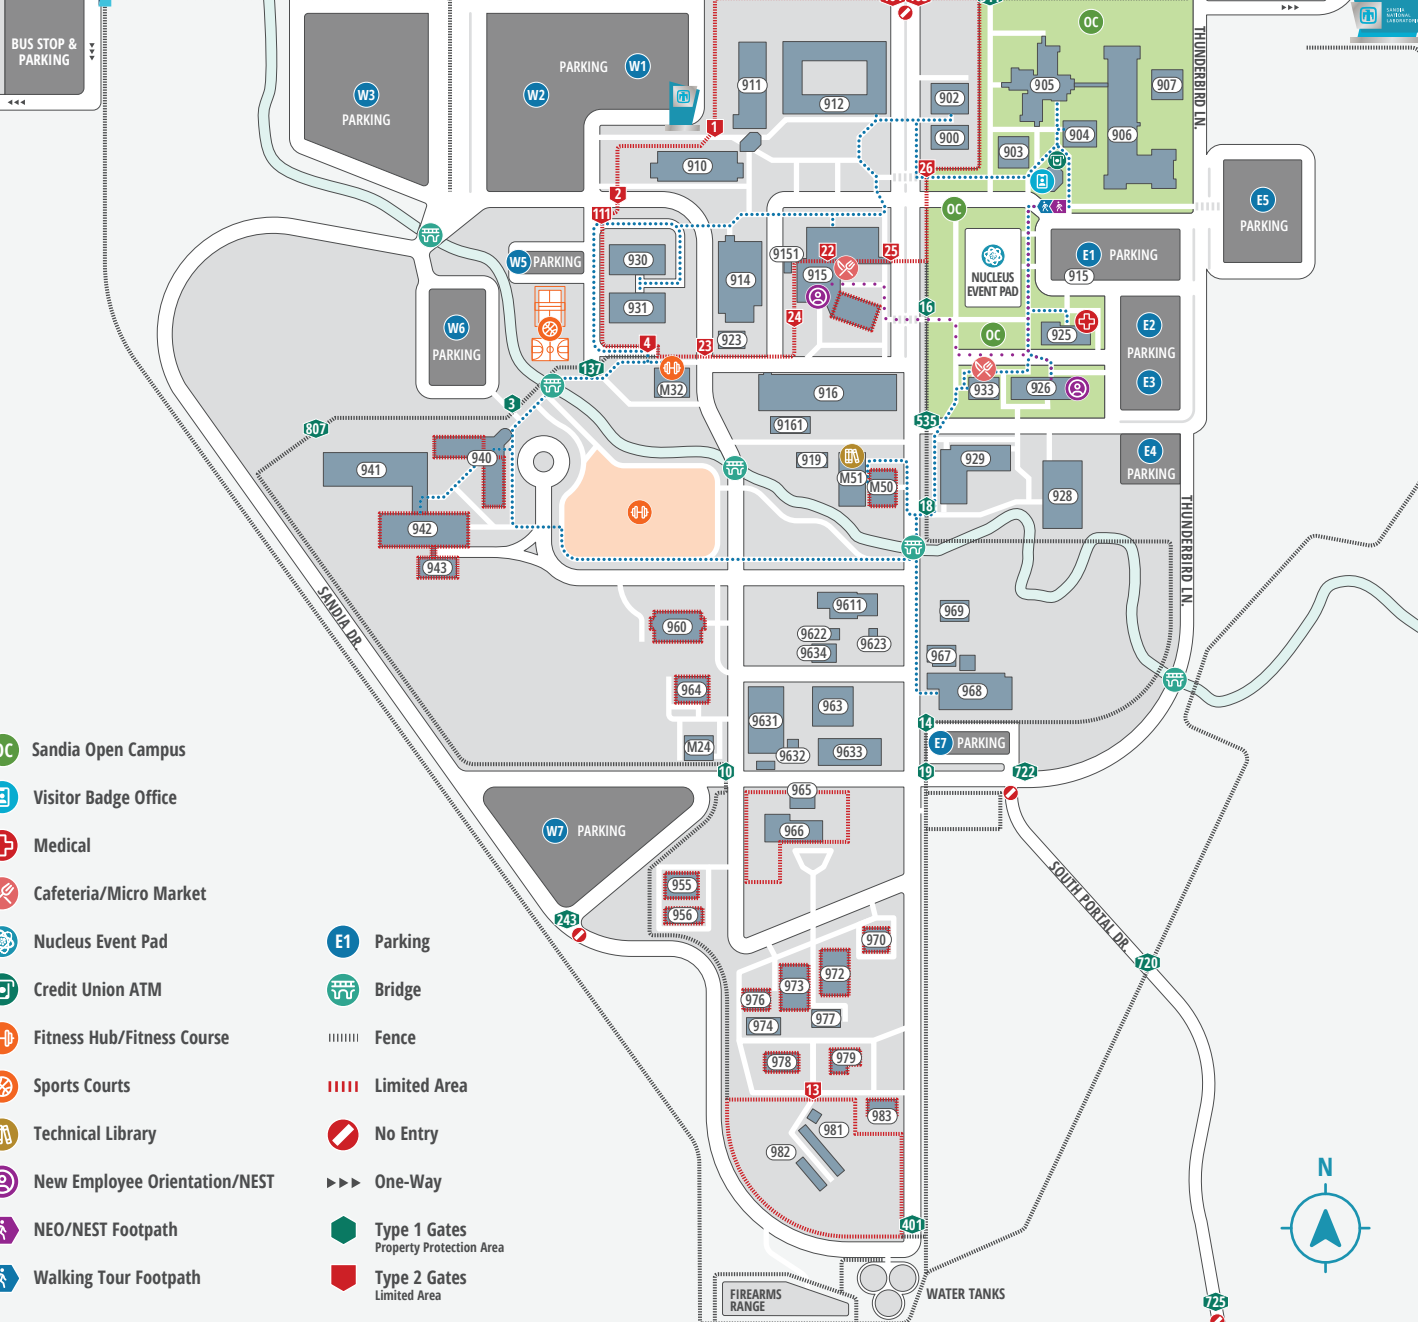 BUS STOP &
PARKING
W3
PARKING
W2
PARKING
W1
911
912
902
900
OC
905
907
904
906
903
THUNDERBIRD LN.
SANDIA
NATIONAL
LABORATORIES
1
910
2
111
26
E5
PARKING
OC
NUCLEUS
EVENT PAD
E1
PARKING
915
W5
PARKING
930
931
914
9151
22
25
915
24
16
W6
PARKING
923
4
23
137
M32
OC
925
E2
PARKING
E3
933
926
916
3
807
9161
535
941
940
919
M51
M50
929
928
E4
PARKING
942
943
18
THUNDERBIRD LN.
SANDIA DR.
960
9611
9622
9634
9623
969
967
968
964
M24
9631
963
9632
9633
14
E7
PARKING
10
19
722
W7
PARKING
965
966
955
956
243
SOUTH PORTAL DR.
720
970
972
973
976
974
977
978
979
13
983
981
982
401
FIREARMS
RANGE
WATER TANKS
725
N
OC
Sandia Open Campus
Visitor Badge Office
Medical
Cafeteria/Micro Market
Nucleus Event Pad
Credit Union ATM
Fitness Hub/Fitness Course
Sports Courts
Technical Library
New Employee Orientation/NEST
NEO/NEST Footpath
Walking Tour Footpath
E1
Parking
Bridge
Fence
Limited Area
No Entry
One-Way
Type 1 Gates
Property Protection Area
Type 2 Gates
Limited Area